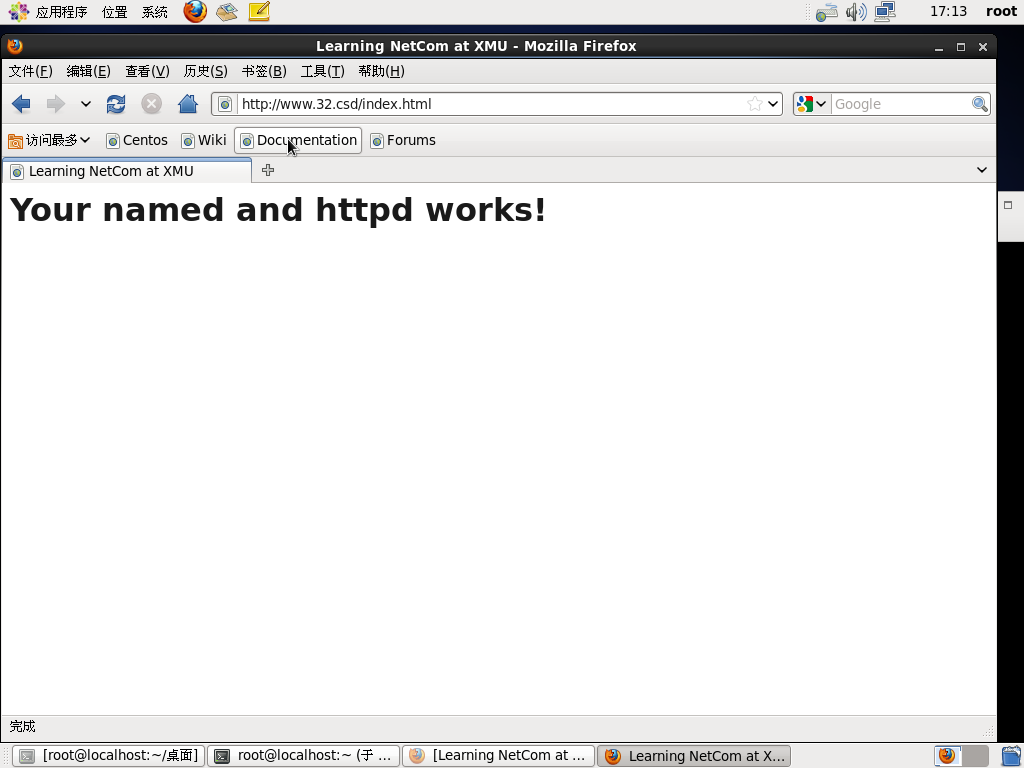 应用程序 位置 系统 17:13 root
Learning NetCom at XMU - Mozilla Firefox
文件(F) 编辑(E) 查看(V) 历史(S) 书签(B) 工具(T) 帮助(H)
http://www.32.csd/index.html Google
访问最多 Centos Wiki Documentation Forums
Learning NetCom at XMU
Your named and httpd works!
完成
[root@localhost:~/桌面] root@localhost:~ (于 ... [Learning NetCom at ... Learning NetCom at X...